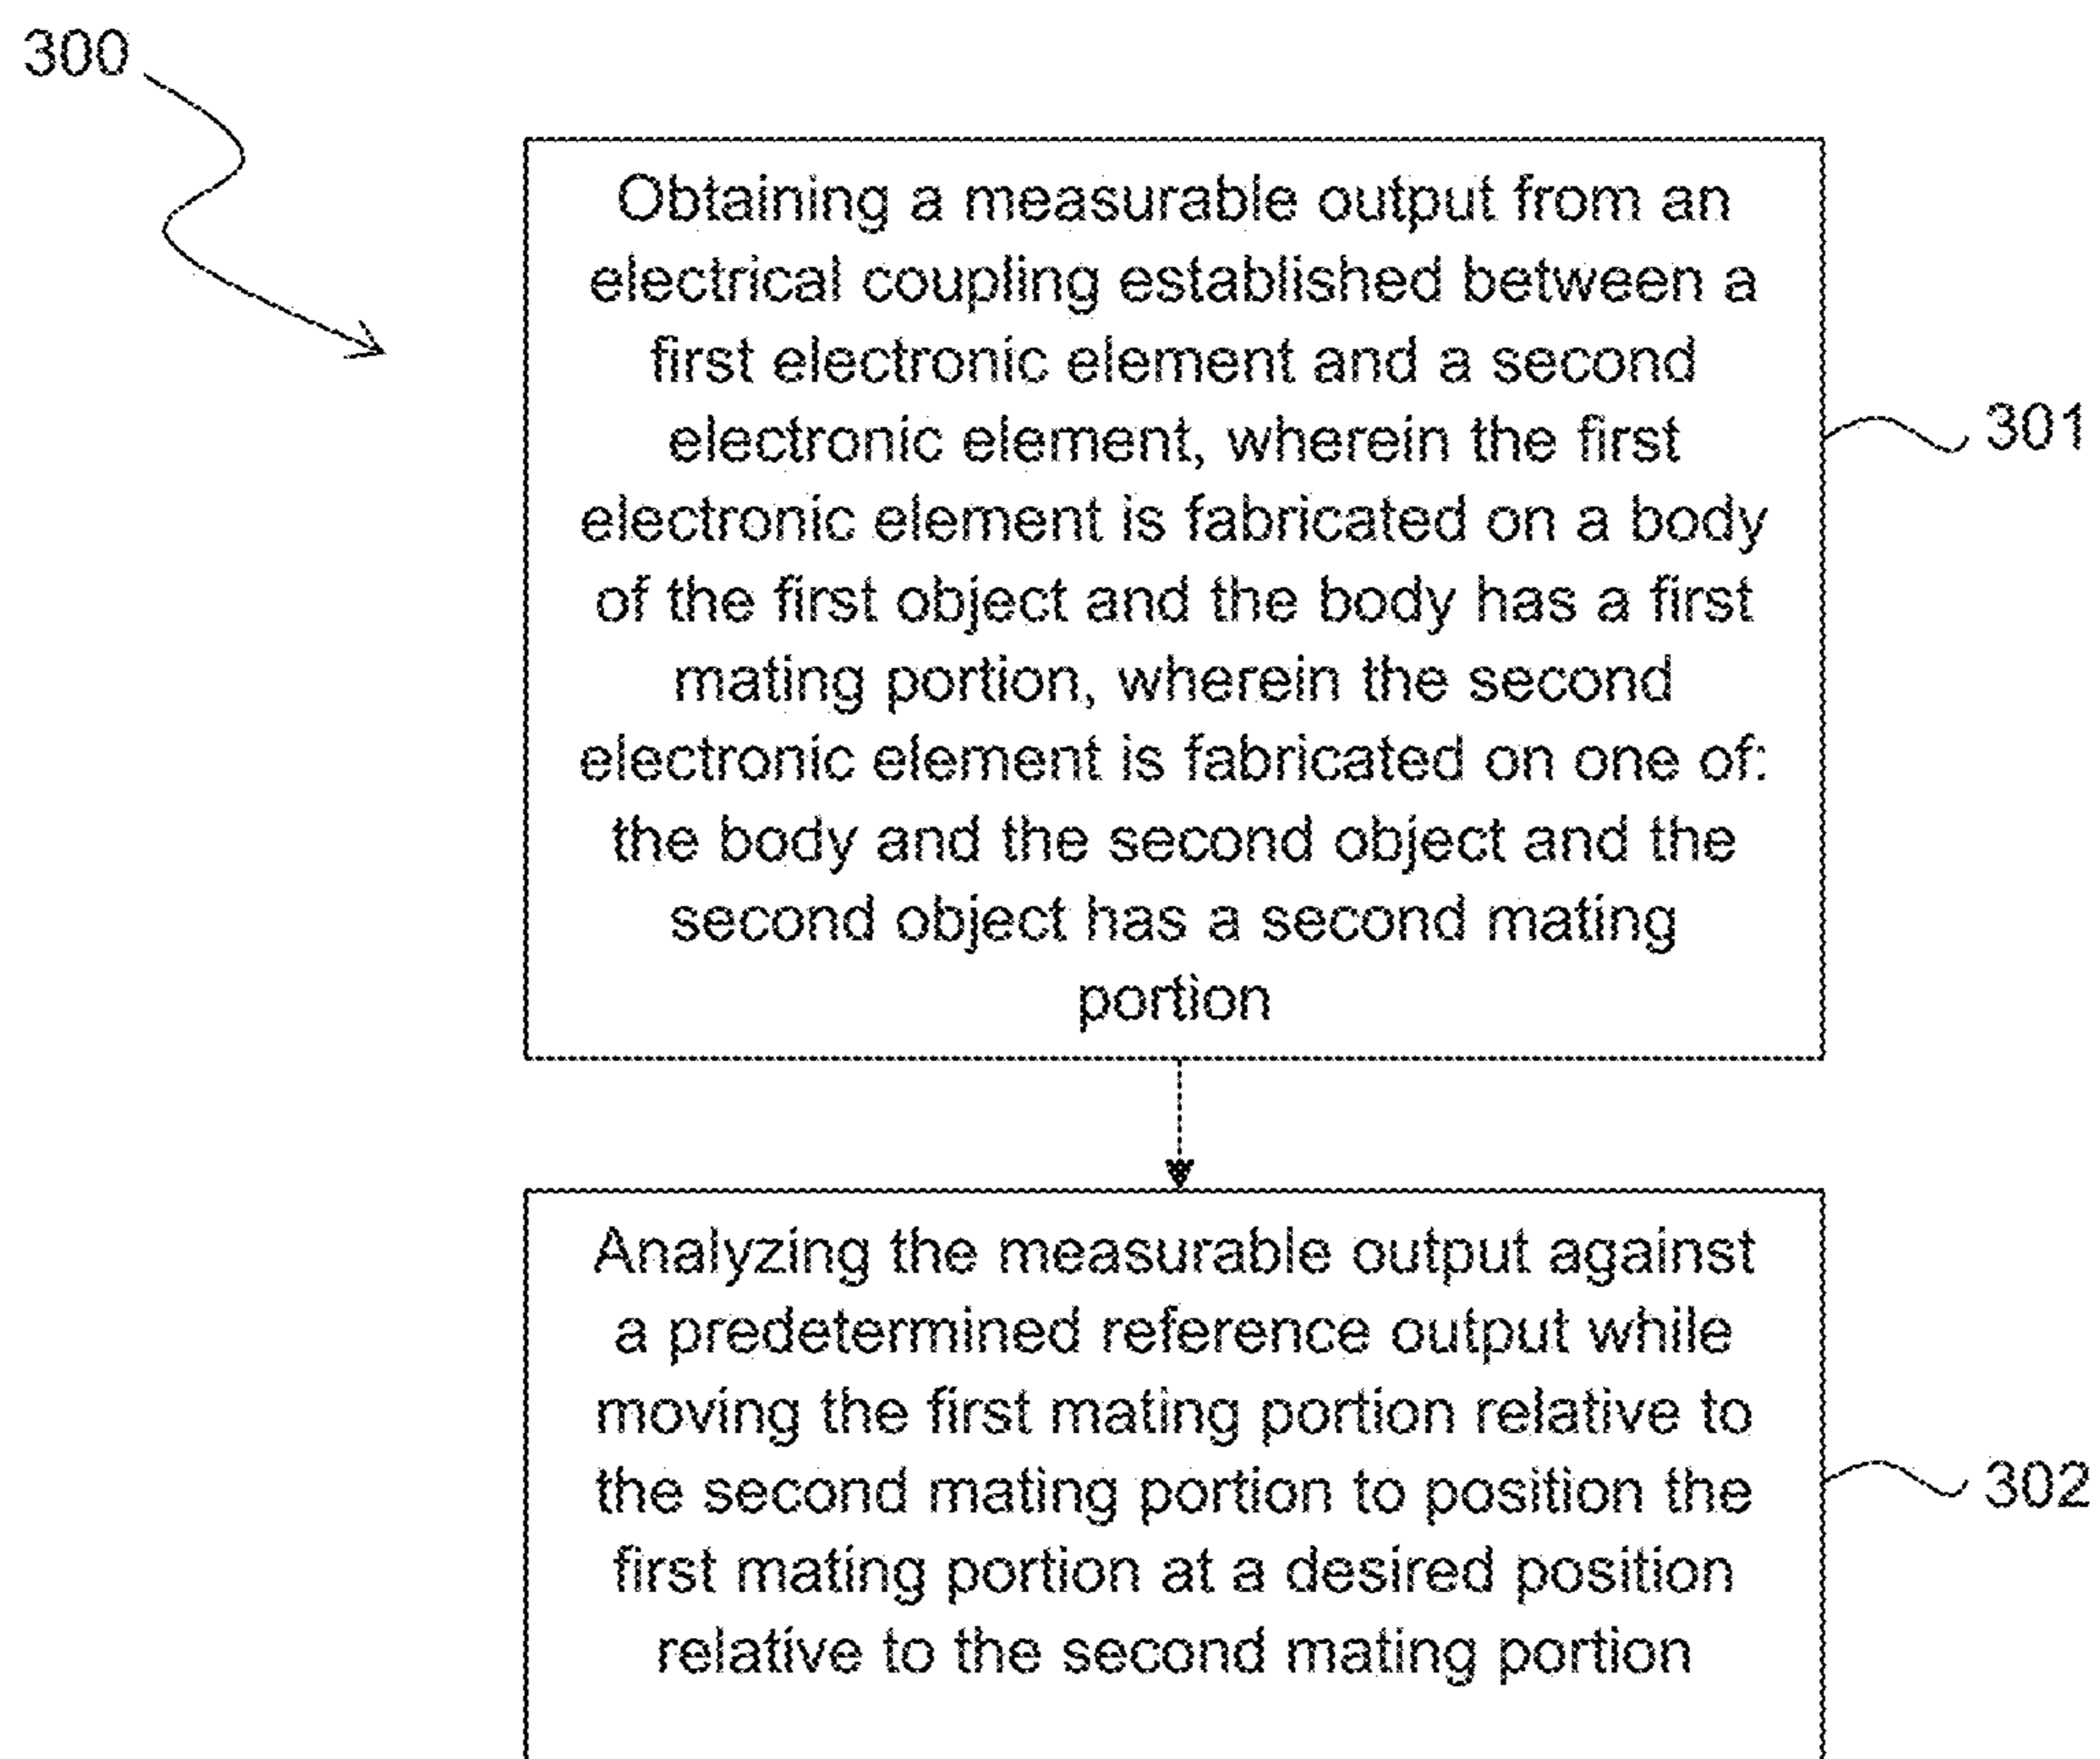 300
Obtaining a measurable output from an
electrical coupling established between a
first electronic element and a second
electronic element, wherein the first
electronic element is fabricated on a body
of the first object and the body has a first
mating portion, wherein the second
electronic element is fabricated on one of:
the body and the second object and the
second object has a second mating
portion
301
Analyzing the measurable output against
a predetermined reference output while
moving the first mating portion relative to
the second mating portion to position the
first mating portion at a desired position
relative to the second mating portion
302